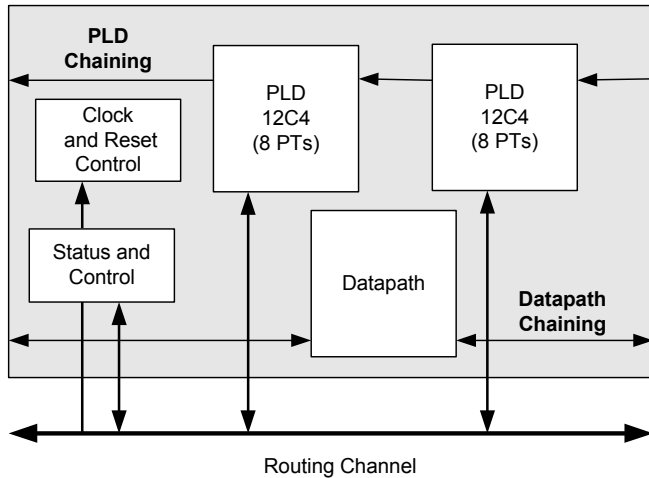 PLD
Chaining
PLD
12C4
(8 PTs)
PLD
12C4
(8 PTs)
Clock
and Reset
Control
Status and
Control
Datapath
Datapath
Chaining
Routing Channel